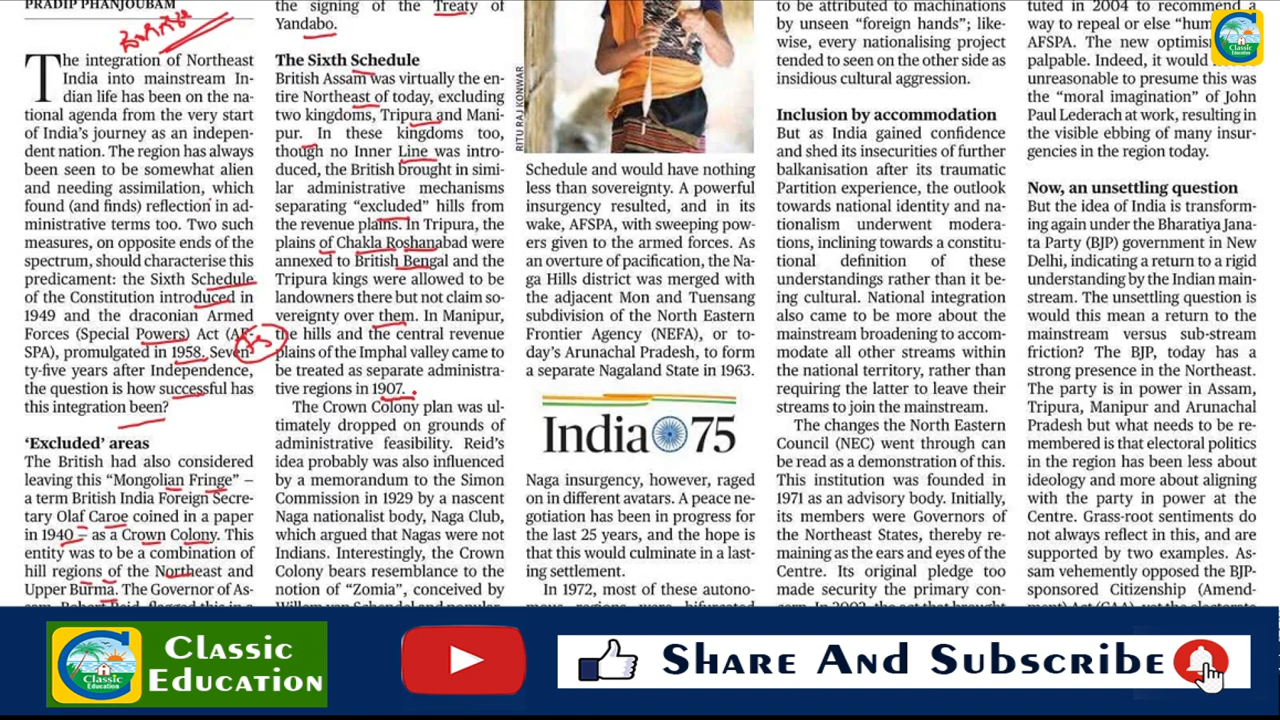 PRADIP PHANJOUBAM
The integration of Northeast
India into mainstream In-
dian life has been on the na-
tional agenda from the very start
of India's journey as an indepen-
dent nation. The region has always
been seen to be somewhat alien
and needing assimilation, which
found (and finds) reflection in ad-
ministrative terms too. Two such
measures, on opposite ends of the
spectrum, should characterise this
predicament: the Sixth Schedule
of the Constitution introduced in
1949 and the draconian Armed
Forces (Special Powers) Act (AF-
SPA), promulgated in 1958. Seven-
ty-five years after Independence,
the question is how successful has
this integration been?
'Excluded' areas
The British had also considered
leaving this "Mongolian Fringe" –
a term British India Foreign Secre-
tary Olaf Caroe coined in a paper
in 1940 – as a Crown Colony. This
entity was to be a combination of
hill regions of the Northeast and
Upper Burma. The Governor of As-
the signing of the Treaty of
Yandabo.
The Sixth Schedule
British Assam was virtually the en-
tire Northeast of today, excluding
two kingdoms, Tripura and Mani-
pur. In these kingdoms too,
though no Inner Line was intro-
duced, the British brought in simi-
lar administrative mechanisms
separating "excluded" hills from
the revenue plains. In Tripura, the
plains of Chakla Roshanabad were
annexed to British Bengal and the
Tripura kings were allowed to be
landowners there but not claim so-
vereignty over them. In Manipur,
the hills and the central revenue
plains of the Imphal valley came to
be treated as separate administra-
tive regions in 1907.
The Crown Colony plan was ul-
timately dropped on grounds of
administrative feasibility. Reid's
idea probably was also influenced
by a memorandum to the Simon
Commission in 1929 by a nascent
Naga nationalist body, Naga Club,
which argued that Nagas were not
Indians. Interestingly, the Crown
Colony bears resemblance to the
notion of "Zomia", conceived by
RITU RAJ KONWAR
Schedule and would have nothing
less than sovereignty. A powerful
insurgency resulted, and in its
wake, AFSPA, with sweeping pow-
ers given to the armed forces. As
an overture of pacification, the Na-
ga Hills district was merged with
the adjacent Mon and Tuensang
subdivision of the North Eastern
Frontier Agency (NEFA), or to-
day's Arunachal Pradesh, to form
a separate Nagaland State in 1963.
India 75
Naga insurgency, however, raged
on in different avatars. A peace ne-
gotiation has been in progress for
the last 25 years, and the hope is
that this would culminate in a last-
ing settlement.
In 1972, most of these autono-
to be attributed to machinations
by unseen "foreign hands"; like-
wise, every nationalising project
tended to seen on the other side as
insidious cultural aggression.
Inclusion by accommodation
But as India gained confidence
and shed its insecurities of further
balkanisation after its traumatic
Partition experience, the outlook
towards national identity and na-
tionalism underwent modera-
tions, inclining towards a constitu-
tional definition of these
understandings rather than it be-
ing cultural. National integration
also came to be more about the
mainstream broadening to accom-
modate all other streams within
the national territory, rather than
requiring the latter to leave their
streams to join the mainstream.
The changes the North Eastern
Council (NEC) went through can
be read as a demonstration of this.
This institution was founded in
1971 as an advisory body. Initially,
its members were Governors of
the Northeast States, thereby re-
maining as the ears and eyes of the
Centre. Its original pledge too
made security the primary con-
tuted in 2004 to recommend a
way to repeal or else
AFSPA. The new
palpable. Indeed, it would
unreasonable to presume this was
the "moral imagination" of John
Paul Lederach at work, resulting in
the visible ebbing of many insur-
gencies in the region today.
Now, an unsettling question
But the idea of India is transform-
ing again under the Bharatiya Jana-
ta Party (BJP) government in New
Delhi, indicating a return to a rigid
understanding by the Indian main-
stream. The unsettling question is
would this mean a return to the
mainstream versus sub-stream
friction? The BJP, today has a
strong presence in the Northeast.
The party is in power in Assam,
Tripura, Manipur and Arunachal
Pradesh but what needs to be re-
membered is that electoral politics
in the region has been less about
ideology and more about aligning
with the party in power at the
Centre. Grass-root sentiments do
not always reflect in this, and are
supported by two examples. As-
sam vehemently opposed the BJP-
sponsored Citizenship (Amend-
Classic
Education
Classic
Education
Classic
Education
Share And Subscribe